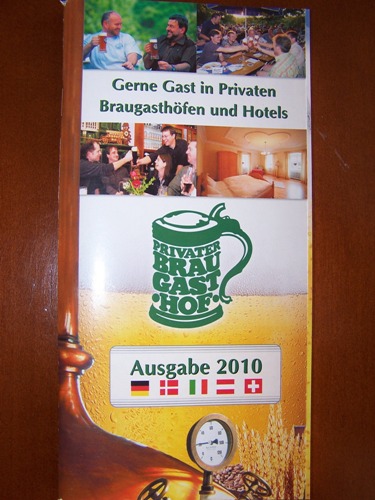 Gerne Gast in Privaten
Braugasthöfen und Hotels
PRIVATER
BRAU
GAST
·HOF·
Ausgabe 2010